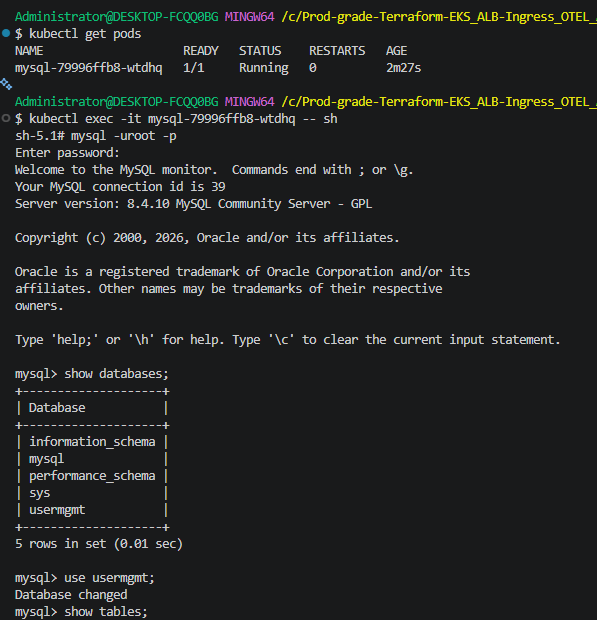 Administrator@DESKTOP-FCQQ0BG MINGW64 /c/Prod-grade-Terraform-EKS_ALB-Ingress_OTEL_
$ kubectl get pods
NAME                     READY   STATUS    RESTARTS   AGE
mysql-79996ffb8-wtdhq   1/1     Running   0          2m27s
Administrator@DESKTOP-FCQQ0BG MINGW64 /c/Prod-grade-Terraform-EKS_ALB-Ingress_OTEL_
$ kubectl exec -it mysql-79996ffb8-wtdhq -- sh
sh-5.1# mysql -uroot -p
Enter password:
Welcome to the MySQL monitor.  Commands end with ; or \g.
Your MySQL connection id is 39
Server version: 8.4.10 MySQL Community Server - GPL
Copyright (c) 2000, 2026, Oracle and/or its affiliates.
Oracle is a registered trademark of Oracle Corporation and/or its
affiliates. Other names may be trademarks of their respective
owners.
Type 'help;' or '\h' for help. Type '\c' to clear the current input statement.
mysql> show databases;
+--------------------+
| Database           |
+--------------------+
| information_schema |
| mysql              |
| performance_schema |
| sys                |
| usermgmt           |
+--------------------+
5 rows in set (0.01 sec)
mysql> use usermgmt;
Database changed
mysql> show tables;